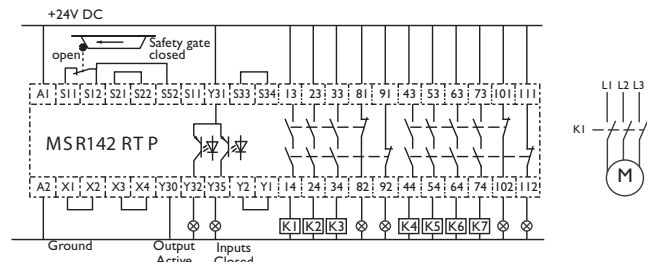 +24V DC
Safety gate
open
closed
A1 S11 S12 S21 S22 S52 S11 Y31 S33 S34 13 23 33 81 91 43 53 63 73 101 111
MSR142 RTP
A2 X1 X2 X3 X4 Y30 Y32 Y35 Y2 Y1 14 24 34 82 92 44 54 64 74 102 112
K1 K2 K3 K4 K5 K6 K7
Ground
Output
Active
Inputs
Closed
L1 L2 L3
K1
M